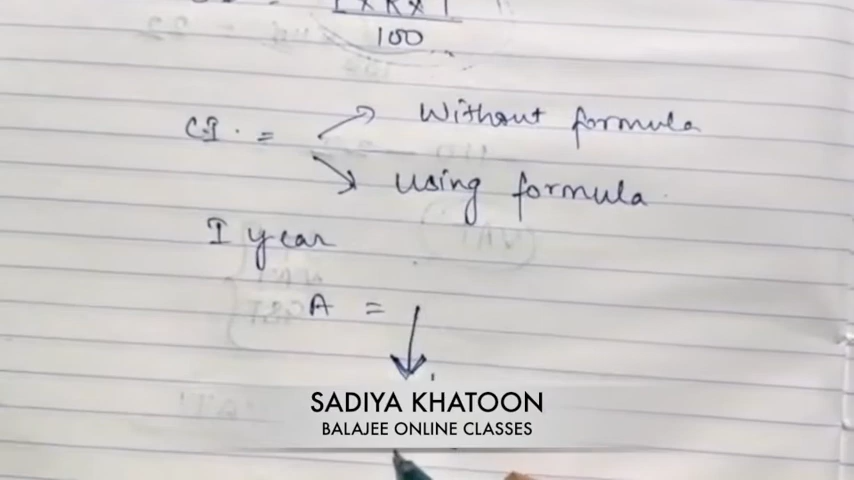 100
C.I. = Without formula
using formula
I year
A =
SADIYA KHATOON
BALAJEE ONLINE CLASSES